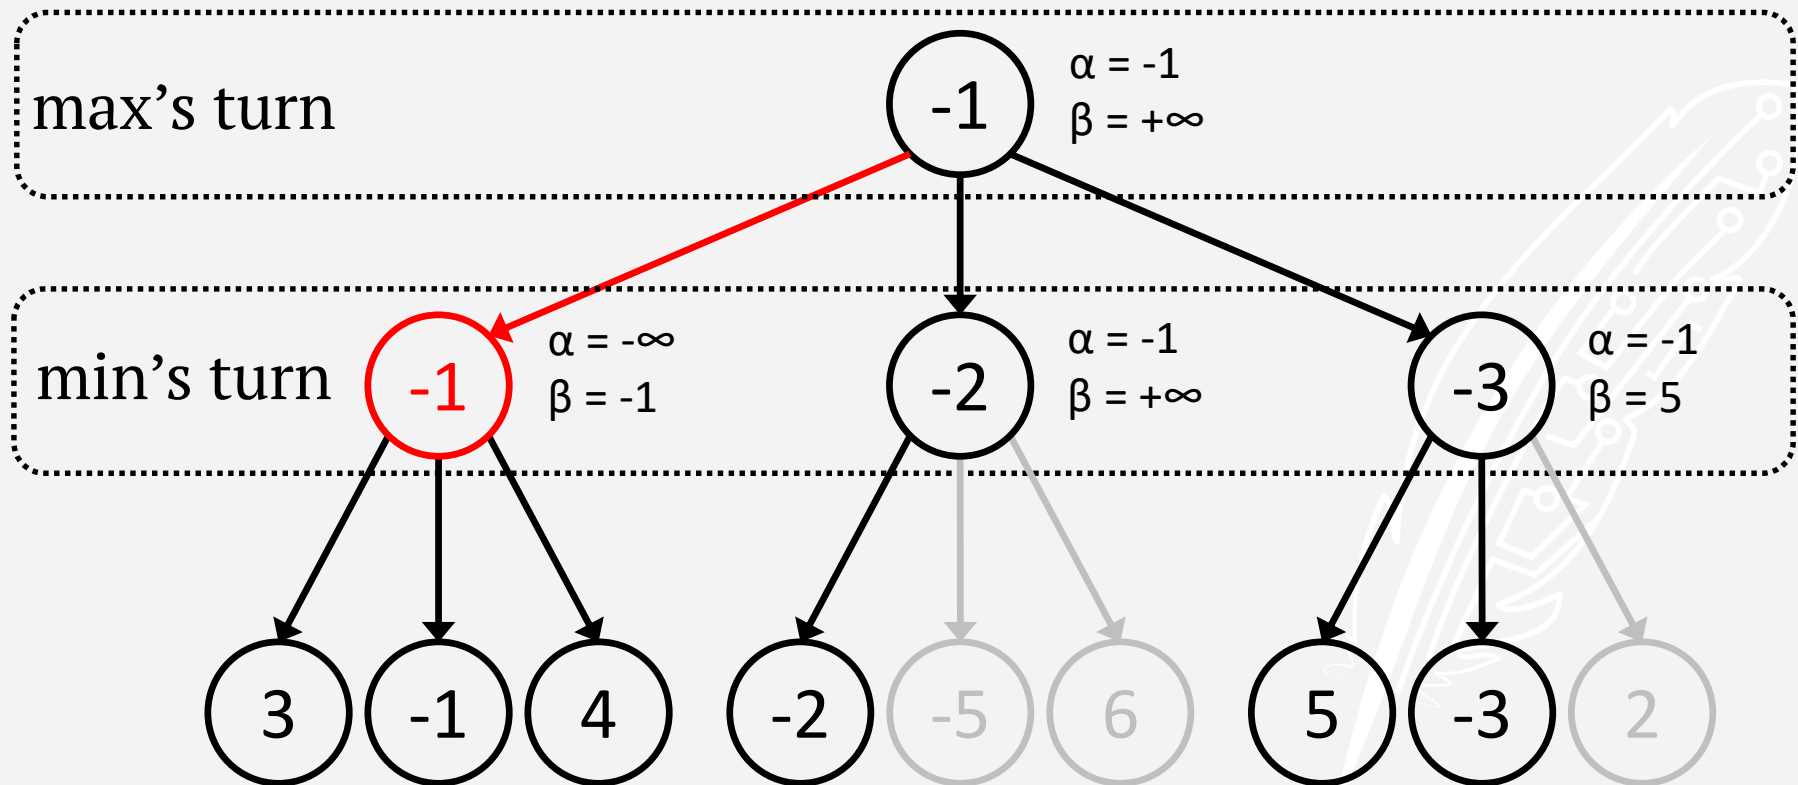 max’s turn
-1
α = -1
β = +∞
min’s turn
-1
α = -∞
β = -1
-2
α = -1
β = +∞
-3
α = -1
β = 5
3
-1
4
-2
-5
6
5
-3
2